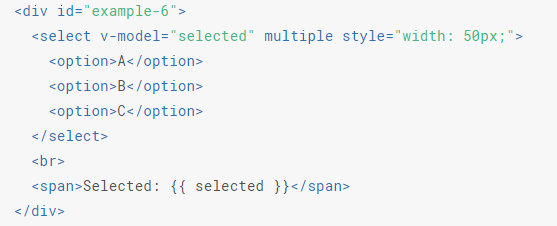 <div id="example-6">
  <select v-model="selected" multiple style="width: 50px;">
    <option>A</option>
    <option>B</option>
    <option>C</option>
  </select>
  <br>
  <span>Selected: {{ selected }}</span>
</div>